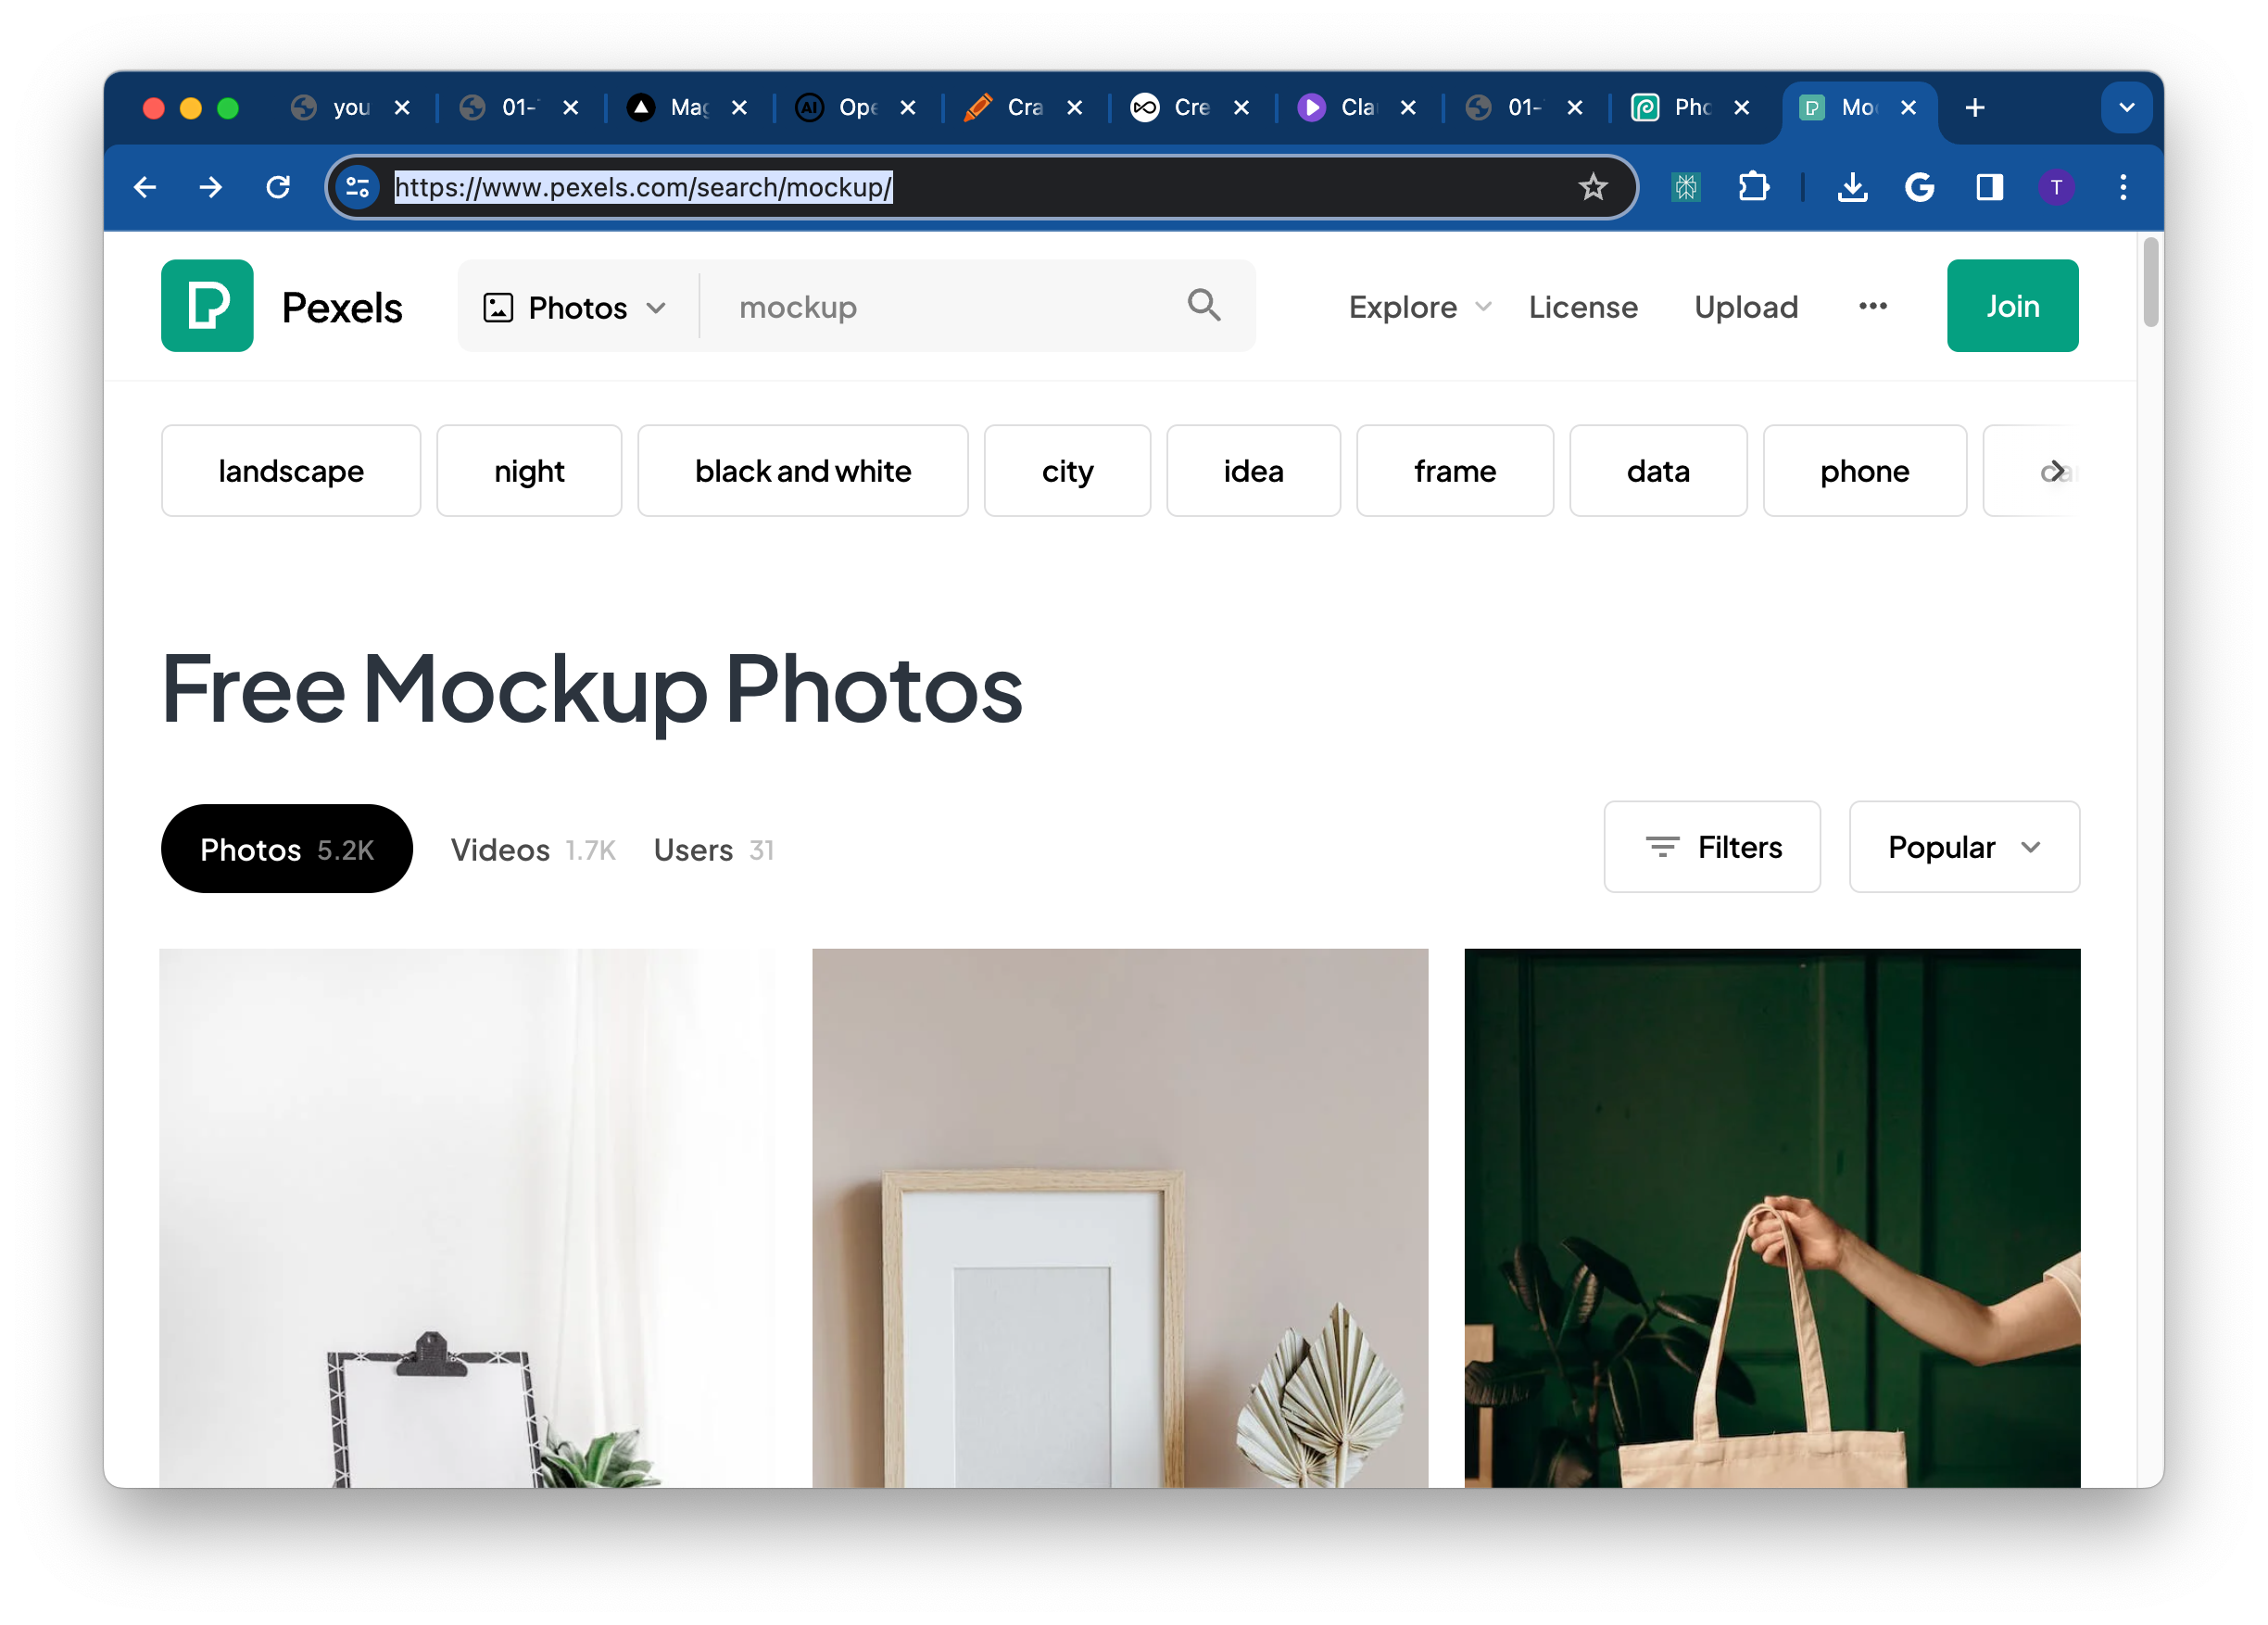 you 01- Mag Ope Cra Cre Cla 01- Pho Mo
https://www.pexels.com/search/mockup/ T
Pexels Photos mockup Explore License Upload Join
landscape night black and white city idea frame data phone
Free Mockup Photos
Photos 5.2K Videos 1.7K Users 31 Filters Popular